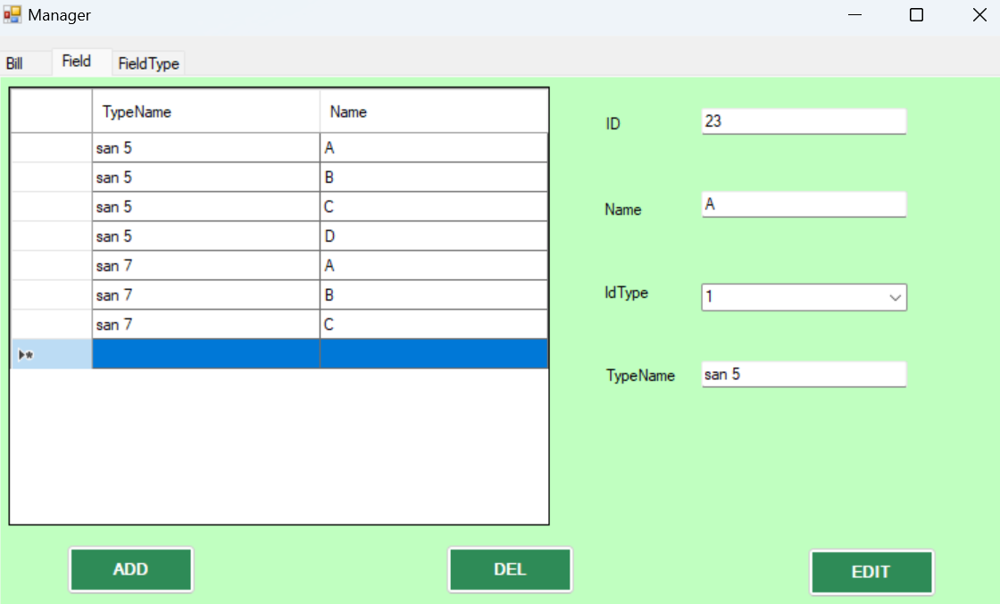 Manager
Bill Field FieldType
TypeName Name
san 5 A
san 5 B
san 5 C
san 5 D
san 7 A
san 7 B
san 7 C
ID 23
Name A
IdType 1
TypeName san 5
ADD DEL EDIT